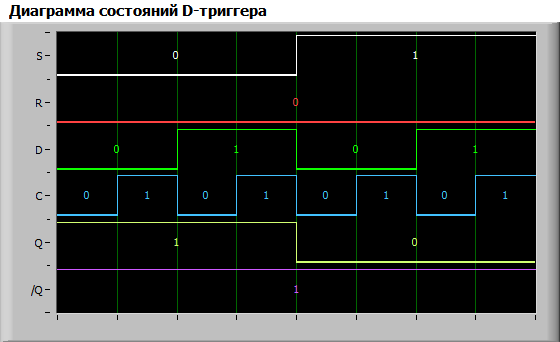 Диаграмма состояний D-триггера
S 0 1
R 0
D 0 1 0 1
C 0 1 0 1 0 1 0 1
Q 1 0
/Q 1